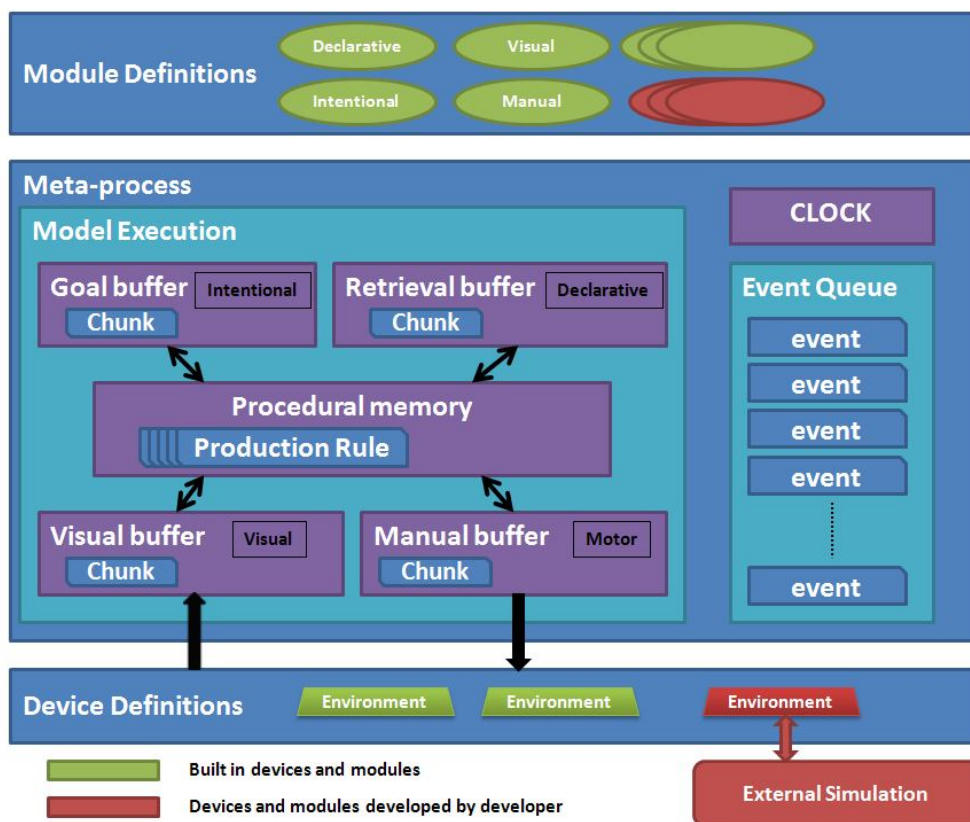 Module Definitions
Declarative
Visual
Intentional
Manual
Meta-process
Model Execution
CLOCK
Goal buffer
Intentional
Chunk
Retrieval buffer
Declarative
Chunk
Event Queue
event
event
event
event
event
Procedural memory
Production Rule
Visual buffer
Visual
Chunk
Manual buffer
Motor
Chunk
Device Definitions
Environment
Environment
Environment
Built in devices and modules
Devices and modules developed by developer
External Simulation